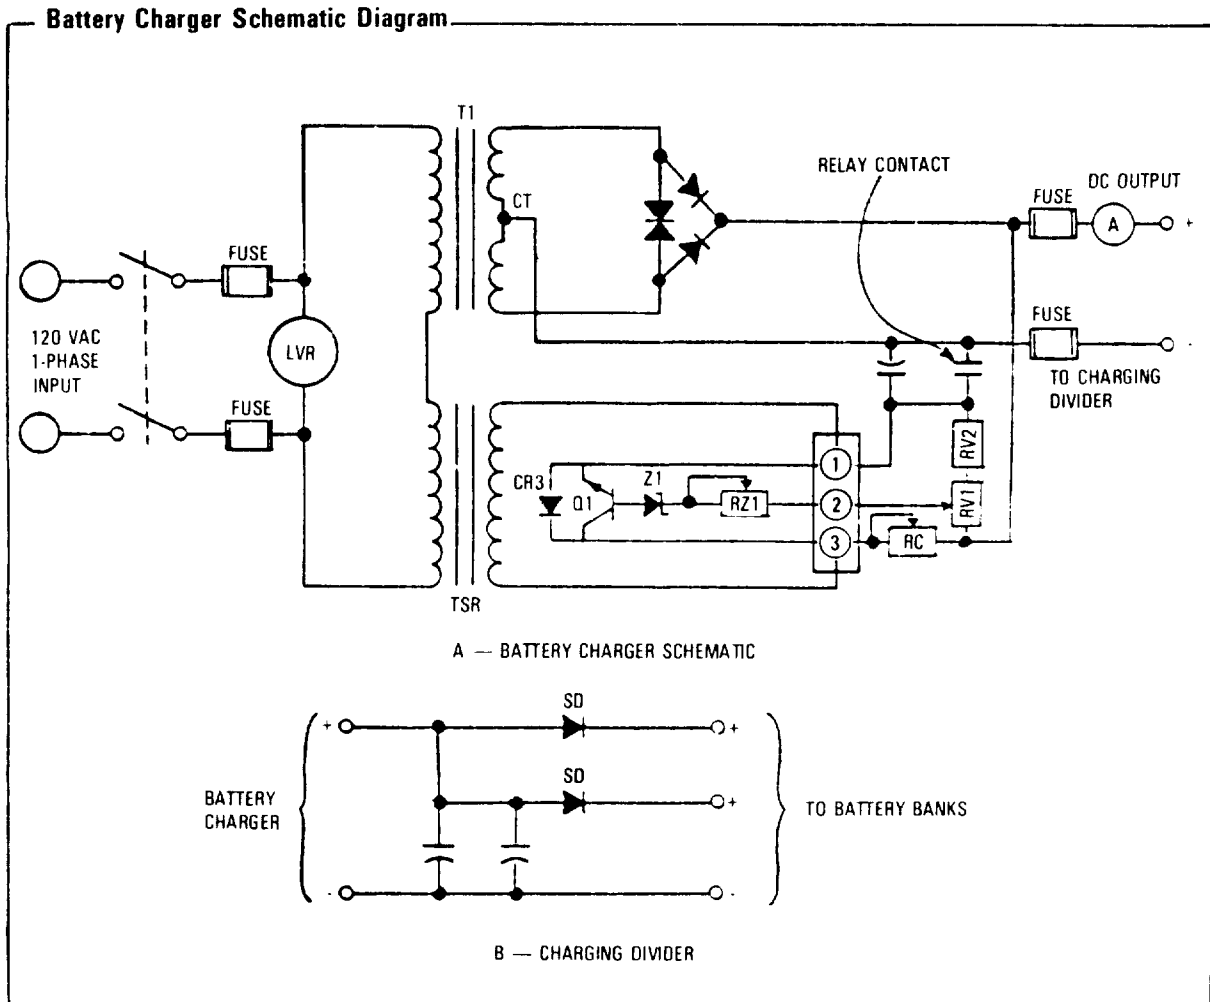 Battery Charger Schematic Diagram
T1
RELAY CONTACT
DC OUTPUT
FUSE
CT
A
+
FUSE
120 VAC
1-PHASE
INPUT
LVR
FUSE
-
TO CHARGING
DIVIDER
FUSE
CR3
Q1
Z1
RZ1
1
2
3
RV2
RV1
RC
TSR
A — BATTERY CHARGER SCHEMATIC
SD
+
+
SD
+
BATTERY
CHARGER
TO BATTERY BANKS
-
-
B — CHARGING DIVIDER